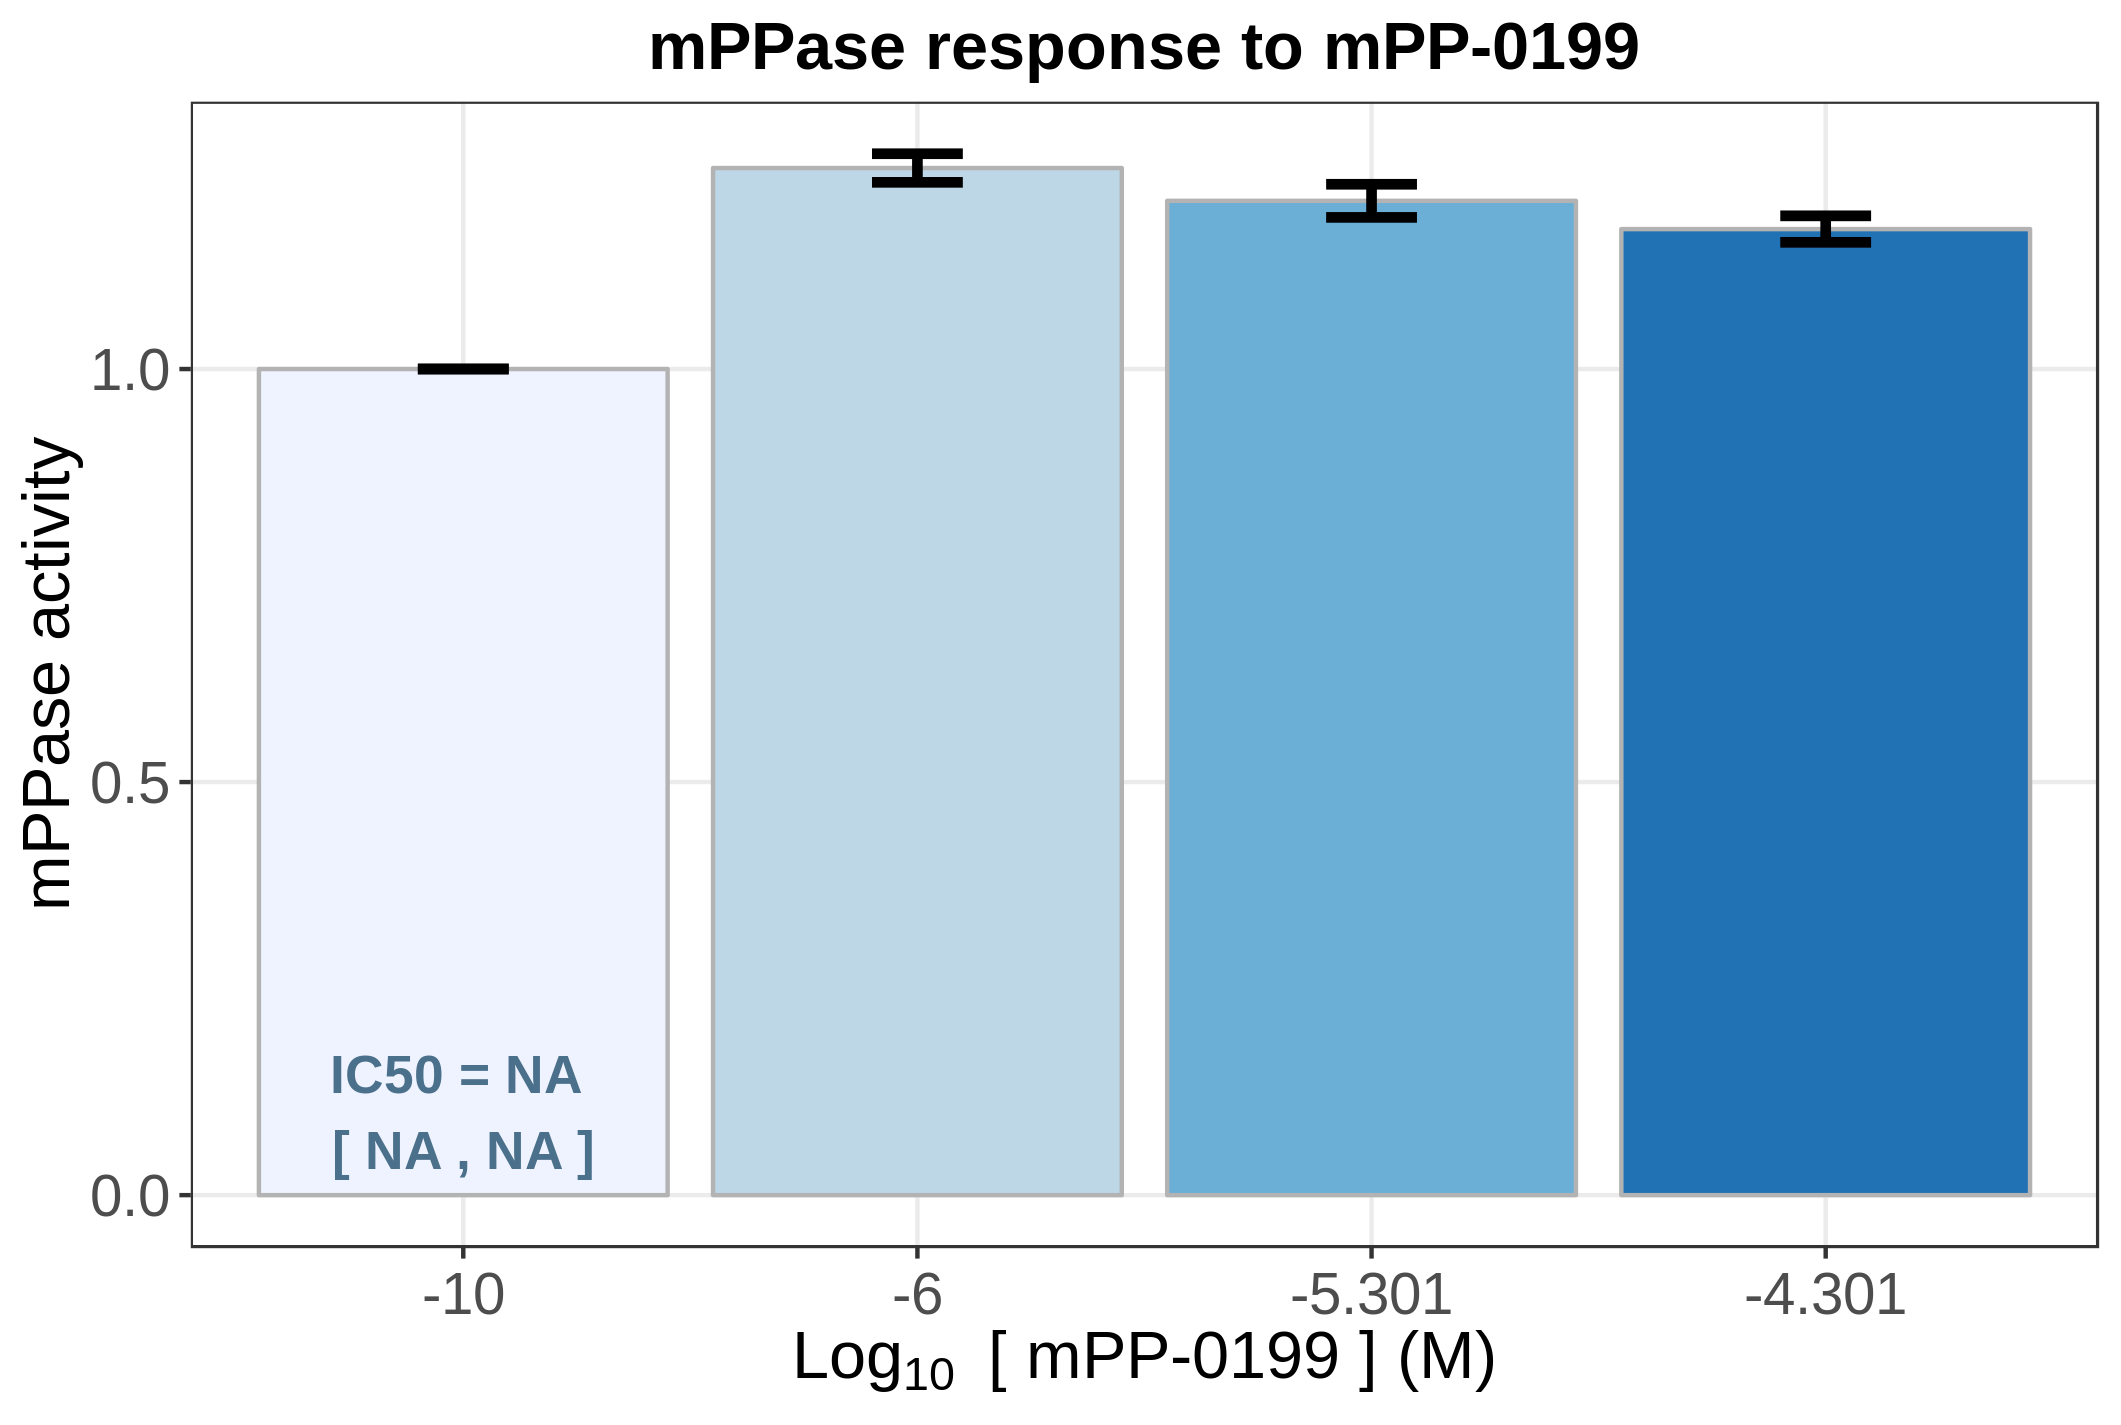 mPPase response to mPP-0199
mPPase activity
1.0
0.5
0.0
IC50 = NA
[ NA , NA ]
-10
-6
-5.301
-4.301
Log10 [ mPP-0199 ] (M)